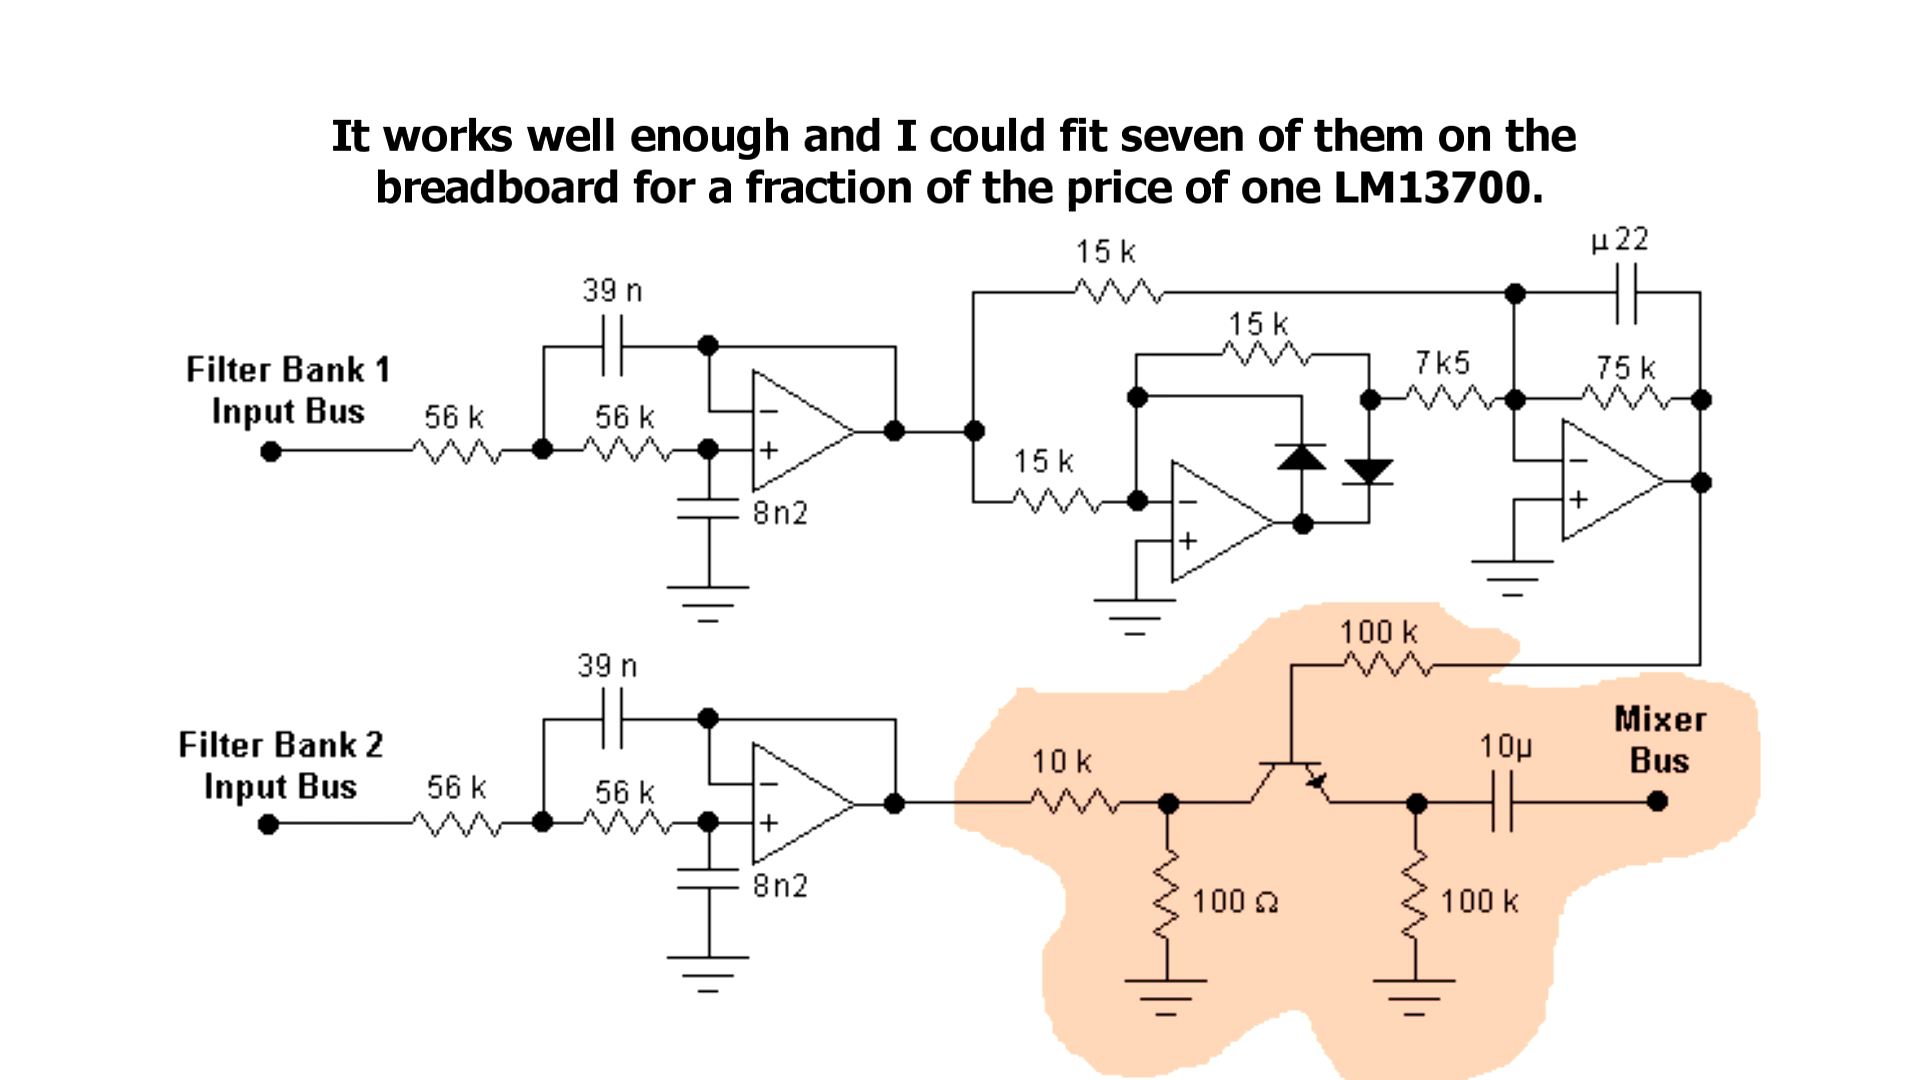 It works well enough and I could fit seven of them on the
breadboard for a fraction of the price of one LM13700.
µ22
15 k
39 n
15 k
Filter Bank 1
Input Bus
7k5
75 k
56 k
56 k
15 k
8n2
100 k
39 n
Filter Bank 2
Input Bus
Mixer
Bus
10µ
10 k
56 k
56 k
8n2
100 Ω
100 k